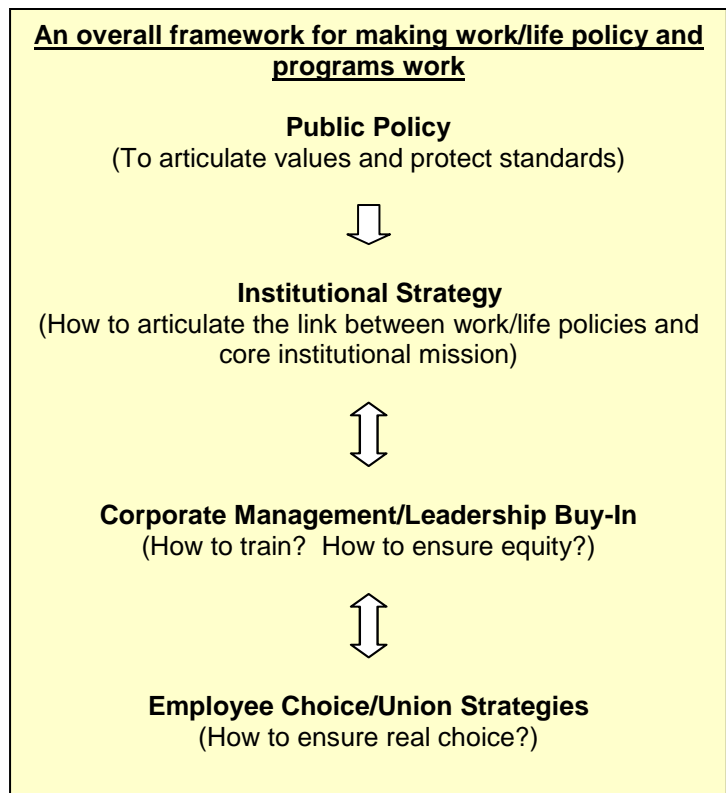 An overall framework for making work/life policy and
programs work
Public Policy
(To articulate values and protect standards)
Institutional Strategy
(How to articulate the link between work/life policies and
core institutional mission)
Corporate Management/Leadership Buy-In
(How to train?  How to ensure equity?)
Employee Choice/Union Strategies
(How to ensure real choice?)